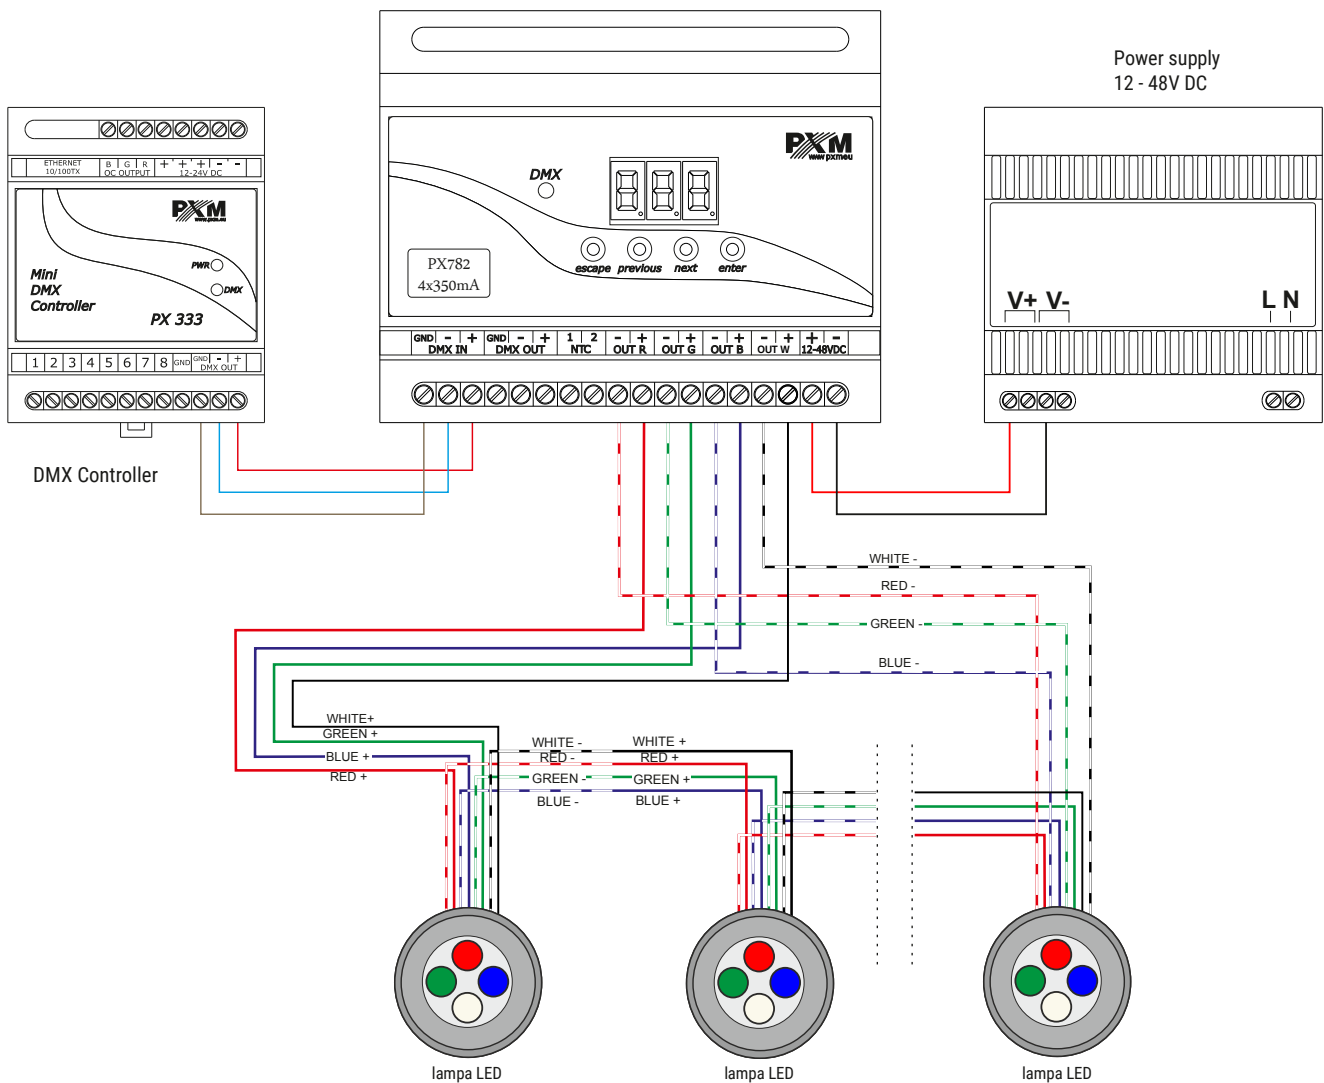 Power supply
12 - 48V DC
ETHERNET
10/100TX
B G R + + + - -
OC OUTPUT 12-24V DC
PXM
www.pxm.eu
PWR
DMX
Mini
DMX
Controller
PX 333
1 2 3 4 5 6 7 8 GND GND - +
DMX OUT
DMX Controller
PXM
www.pxm.eu
DMX
8.8.8.
escape previous next enter
PX782
4x350mA
GND - + GND - + 1 2 - + - + - + - + + -
DMX IN DMX OUT NTC OUT R OUT G OUT B OUT W 12-48VDC
V+ V- L N
WHITE -
RED -
GREEN -
BLUE -
WHITE+
GREEN +
BLUE +
RED +
WHITE - WHITE +
RED - RED +
GREEN - GREEN +
BLUE - BLUE +
lampa LED lampa LED lampa LED